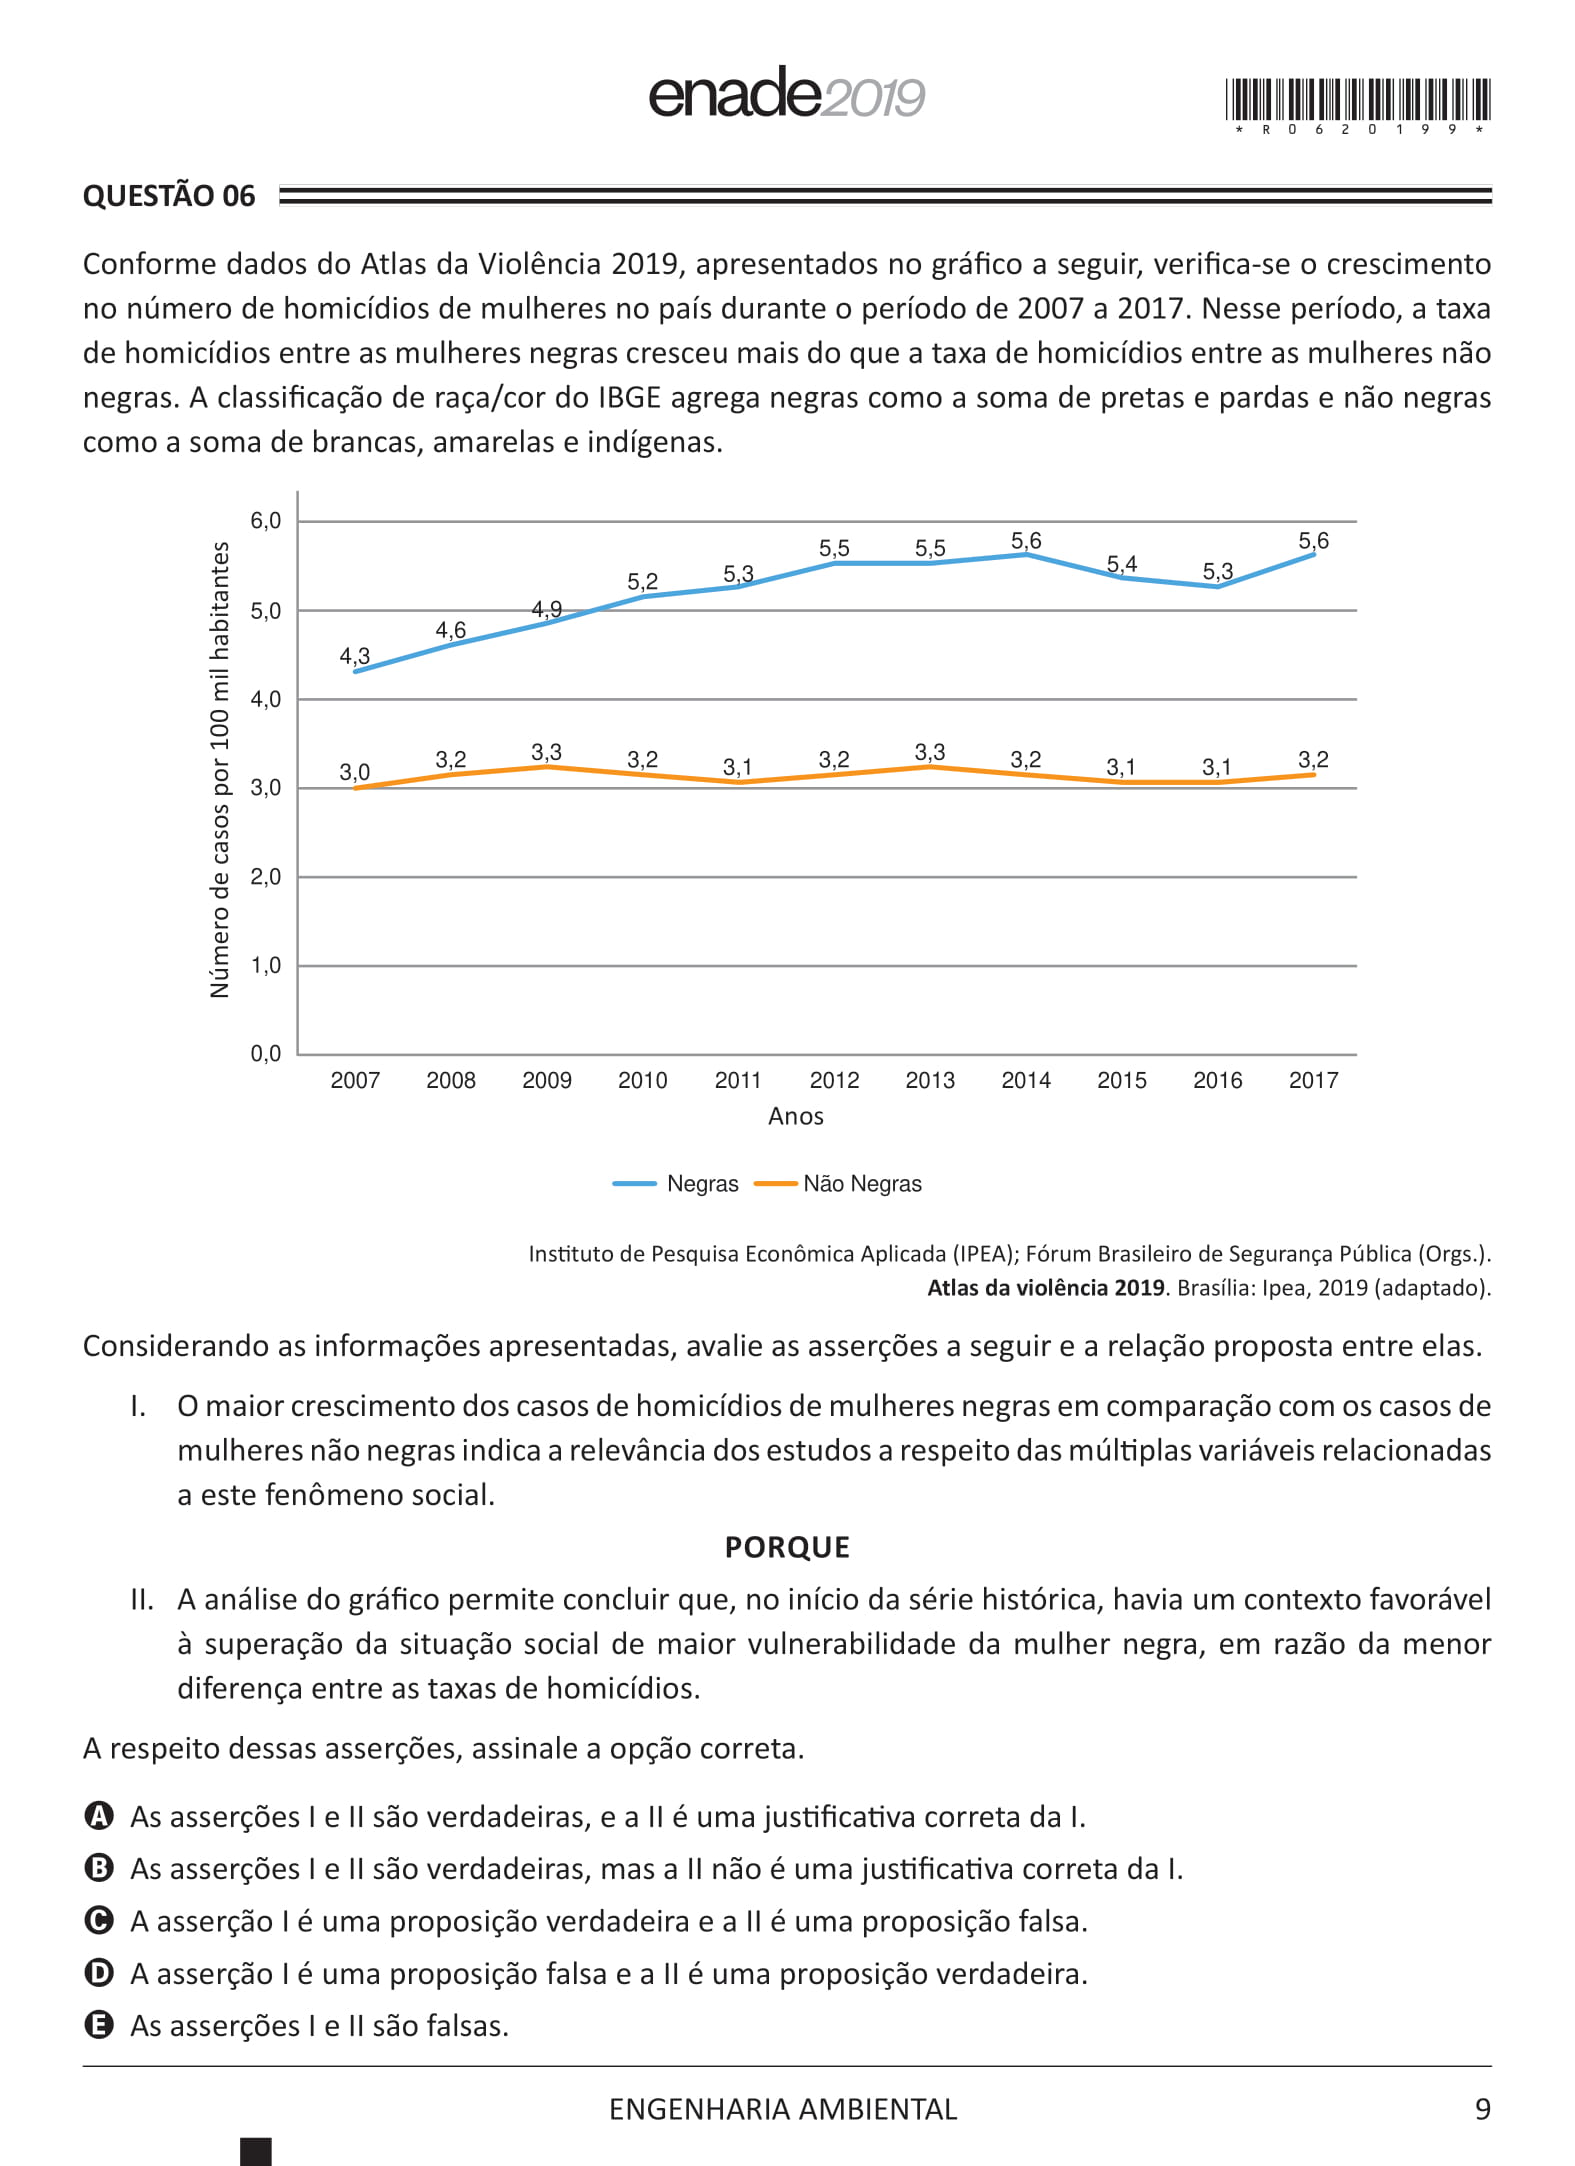 enade2019
*R0620199*
QUESTÃO 06
Conforme dados do Atlas da Violência 2019, apresentados no gráfico a seguir, verifica-se o crescimento
no número de homicídios de mulheres no país durante o período de 2007 a 2017. Nesse período, a taxa
de homicídios entre as mulheres negras cresceu mais do que a taxa de homicídios entre as mulheres não
negras. A classificação de raça/cor do IBGE agrega negras como a soma de pretas e pardas e não negras
como a soma de brancas, amarelas e indígenas.
Número de casos por 100 mil habitantes
6,0
5,0
4,0
3,0
2,0
1,0
0,0
4,3 4,6 4,9 5,2 5,3 5,5 5,5 5,6 5,4 5,3 5,6
3,0 3,2 3,3 3,2 3,1 3,2 3,3 3,2 3,1 3,1 3,2
2007 2008 2009 2010 2011 2012 2013 2014 2015 2016 2017
Anos
Negras Não Negras
Instituto de Pesquisa Econômica Aplicada (IPEA); Fórum Brasileiro de Segurança Pública (Orgs.).
Atlas da violência 2019. Brasília: Ipea, 2019 (adaptado).
Considerando as informações apresentadas, avalie as asserções a seguir e a relação proposta entre elas.
I. O maior crescimento dos casos de homicídios de mulheres negras em comparação com os casos de
mulheres não negras indica a relevância dos estudos a respeito das múltiplas variáveis relacionadas
a este fenômeno social.
PORQUE
II. A análise do gráfico permite concluir que, no início da série histórica, havia um contexto favorável
à superação da situação social de maior vulnerabilidade da mulher negra, em razão da menor
diferença entre as taxas de homicídios.
A respeito dessas asserções, assinale a opção correta.
A As asserções I e II são verdadeiras, e a II é uma justificativa correta da I.
B As asserções I e II são verdadeiras, mas a II não é uma justificativa correta da I.
C A asserção I é uma proposição verdadeira e a II é uma proposição falsa.
D A asserção I é uma proposição falsa e a II é uma proposição verdadeira.
E As asserções I e II são falsas.
ENGENHARIA AMBIENTAL 9